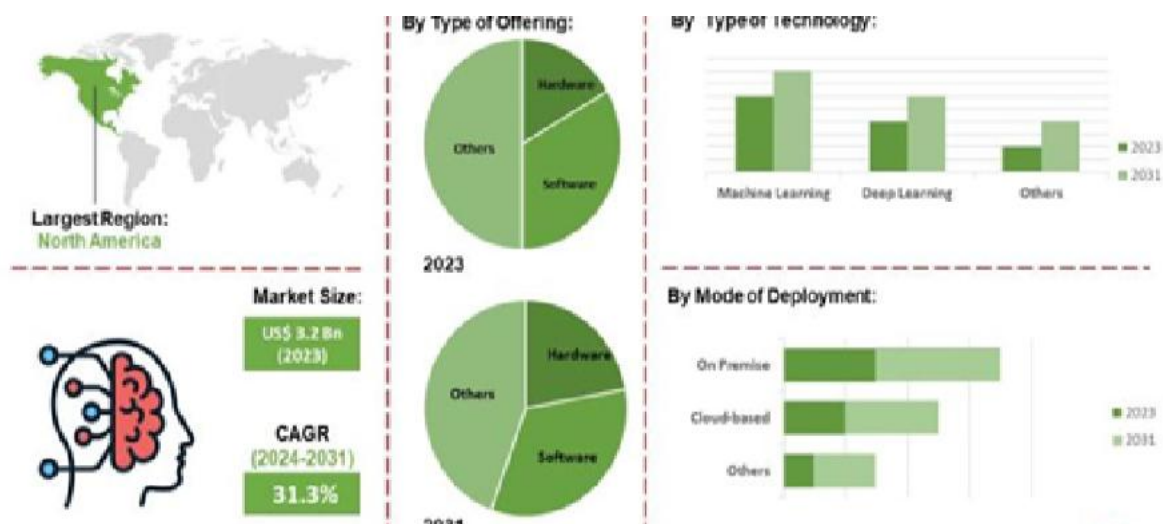 Largest Region:
North America
Market Size:
US$ 3.2 Bn
(2023)
CAGR
(2024-2031)
31.3%
By Type of Offering:
Hardware
Others
Software
2023
Hardware
Others
Software
2031
By Type of Technology:
2023
2031
Machine Learning
Deep Learning
Others
By Mode of Deployment:
On Premise
Cloud-based
Others
2023
2031